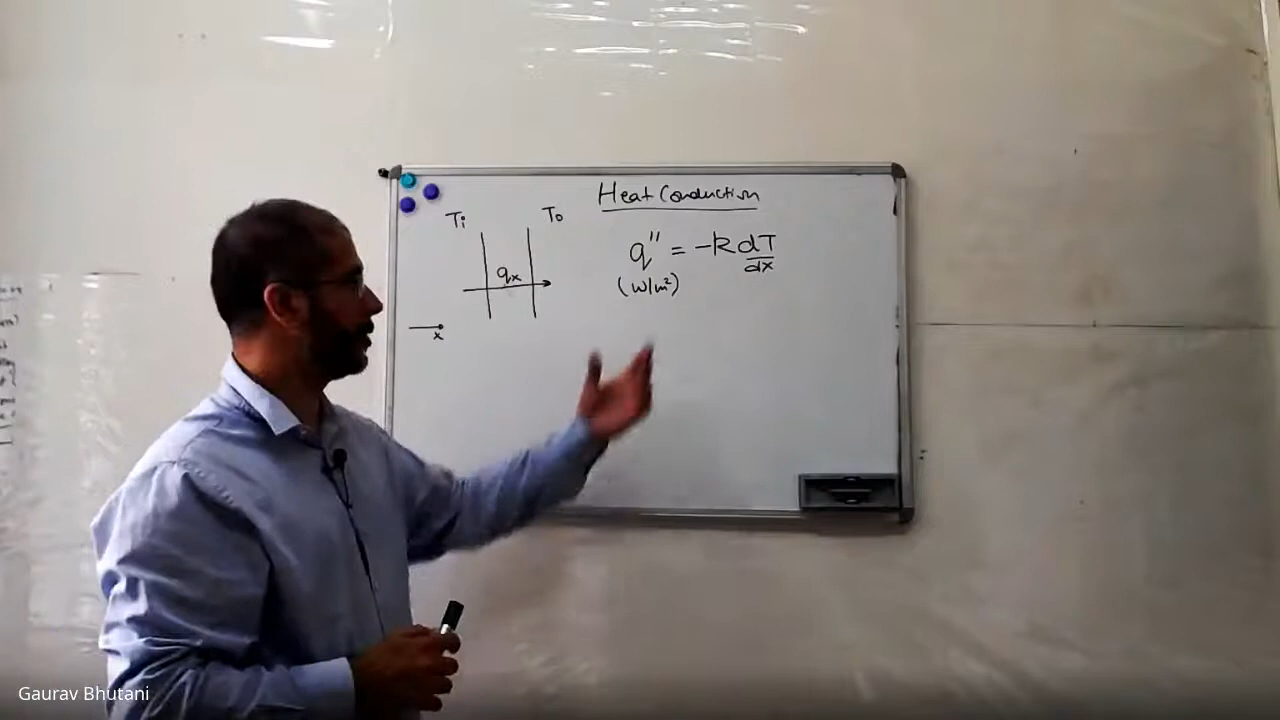 Heat Conduction
Ti
To
q" = -k dT/dx
(W/m²)
qx
x
Gaurav Bhutani